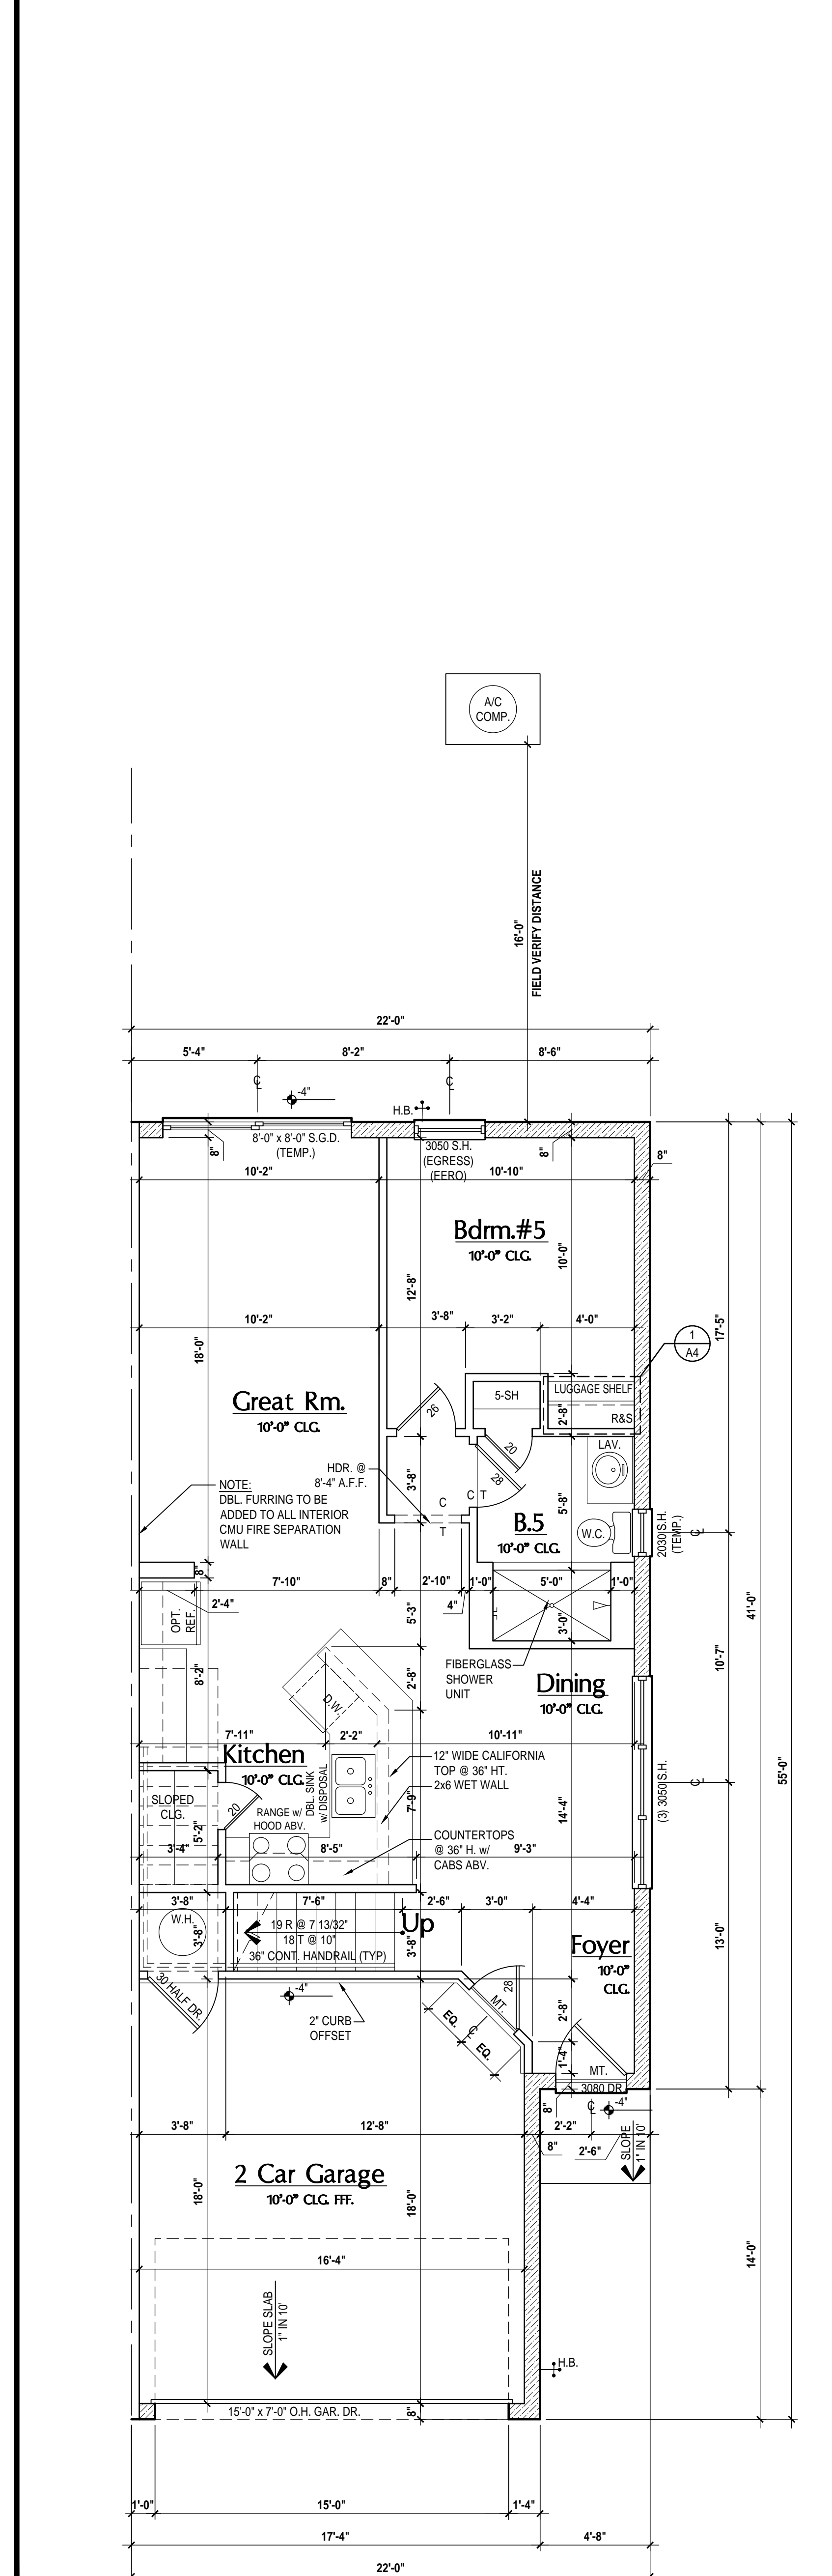 A/C
COMP.
16'-0"
FIELD VERIFY DISTANCE
22'-0"
5'-4"
8'-2"
8'-6"
-4"
H.B.
8'-0" x 8'-0" S.G.D.
(TEMP.)
8"
3050 S.H.
(EGRESS)
(EERO)
8"
8"
10'-2"
10'-10"
Bdrm.#5
10'-0" CLG.
10'-0"
12'-8"
17'-5"
10'-2"
3'-8"
3'-2"
4'-0"
18'-0"
1
A4
Great Rm.
10'-0" CLG.
26
5-SH
LUGGAGE SHELF
2'-8"
R&S
20
LAV.
HDR. @
8'-4" A.F.F.
3'-8"
28
C
C T
T
5'-8"
NOTE:
DBL. FURRING TO BE
ADDED TO ALL INTERIOR
CMU FIRE SEPARATION
WALL
B.5
10'-0" CLG.
W.C.
2030 S.H.
(TEMP.)
8"
7'-10"
8"
2'-10"
1'-0"
5'-0"
1'-0"
41'-0"
2'-4"
4"
OPT.
REF.
5'-3"
3'-0"
10'-7"
8'-2"
FIBERGLASS
SHOWER
UNIT
2'-8"
Dining
10'-0" CLG.
D.W.
7'-11"
2'-2"
10'-11"
Kitchen
10'-0" CLG.
12" WIDE CALIFORNIA
TOP @ 36" HT.
2x6 WET WALL
DBL. SINK
w/ DISPOSAL
55'-0"
(3) 3050 S.H.
SLOPED
CLG.
20
RANGE w/
HOOD ABV.
7'-9"
14'-4"
5'-2"
COUNTERTOPS
@ 36" H. w/
CABS ABV.
3'-4"
8'-5"
9'-3"
3'-8"
7'-6"
2'-6"
3'-0"
4'-4"
W.H.
3'-8"
19 R @ 7 13/32"
18 T @ 10"
36" CONT. HANDRAIL (TYP)
Up
3'-8"
13'-0"
Foyer
10'-0"
CLG.
30 HALF DR.
-4"
2" CURB
OFFSET
28
MT.
EQ.
EQ.
2'-8"
1'-4"
MT.
3080 DR.
8"
-4"
3'-8"
12'-8"
8"
2'-2"
2'-6"
SLOPE
1" IN 10'
2 Car Garage
10'-0" CLG. FFF.
18'-0"
18'-0"
14'-0"
16'-4"
SLOPE SLAB
1" IN 10'
H.B.
15'-0" x 7'-0" O.H. GAR. DR.
8"
1'-0"
15'-0"
1'-4"
17'-4"
4'-8"
22'-0"